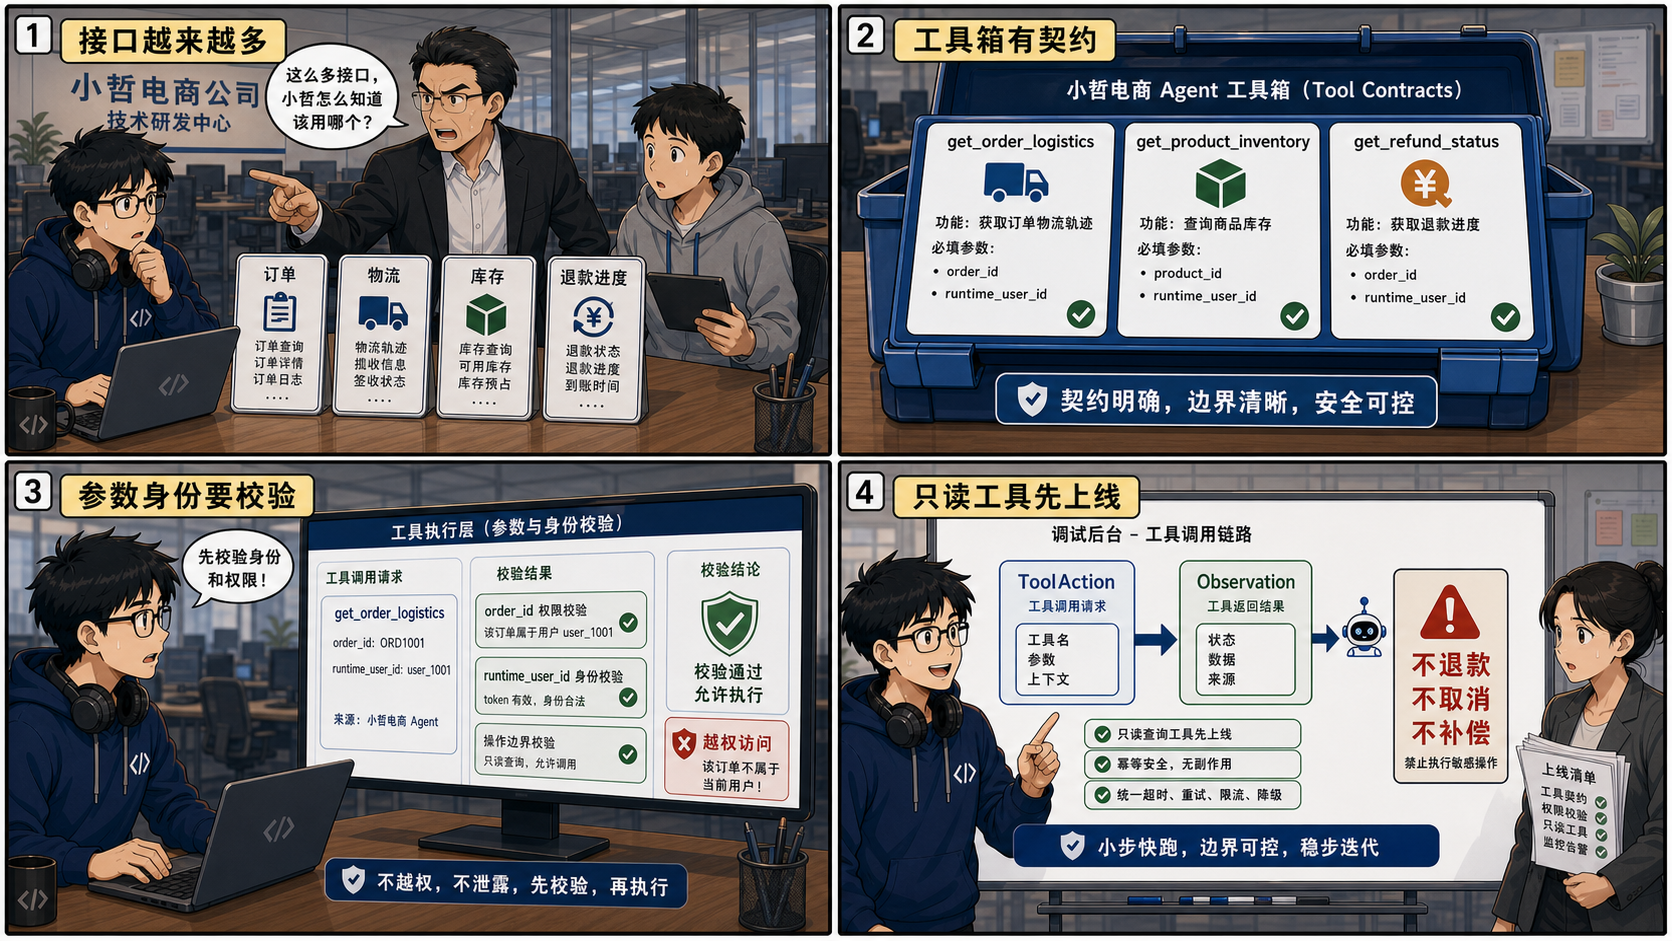 1
接口越来越多
小哲电商公司
技术研发中心
这么多接口，
小哲怎么知道
该用哪个？
订单
订单查询
订单详情
订单日志
....
物流
物流轨迹
揽收信息
签收状态
....
库存
库存查询
可用库存
库存预占
....
退款进度
¥
退款状态
退款进度
到账时间
....
</>
</>
</>
2
工具箱有契约
小哲电商 Agent 工具箱（Tool Contracts）
get_order_logistics
功能：获取订单物流轨迹
必填参数：
• order_id
• runtime_user_id
get_product_inventory
功能：查询商品库存
必填参数：
• product_id
• runtime_user_id
get_refund_status
¥
功能：获取退款进度
必填参数：
• order_id
• runtime_user_id
契约明确，边界清晰，安全可控
3
参数身份要校验
先校验身份
和权限！
工具执行层（参数与身份校验）
工具调用请求
get_order_logistics
order_id: ORD1001
runtime_user_id: user_1001
来源：小哲电商 Agent
校验结果
order_id 权限校验
该订单属于用户 user_1001
runtime_user_id 身份校验
token 有效，身份合法
操作边界校验
只读查询，允许调用
校验结论
校验通过
允许执行
越权访问
该订单不属于
当前用户！
</>
</>
</>
不越权，不泄露，先校验，再执行
4
只读工具先上线
调试后台 – 工具调用链路
ToolAction
工具调用请求
工具名
参数
上下文
Observation
工具返回结果
状态
数据
来源
不退款
不取消
不补偿
禁止执行敏感操作
只读查询工具先上线
幂等安全，无副作用
统一超时、重试、限流、降级
</>
上线清单
工具契约
权限校验
只读工具
监控告警
小步快跑，边界可控，稳步迭代